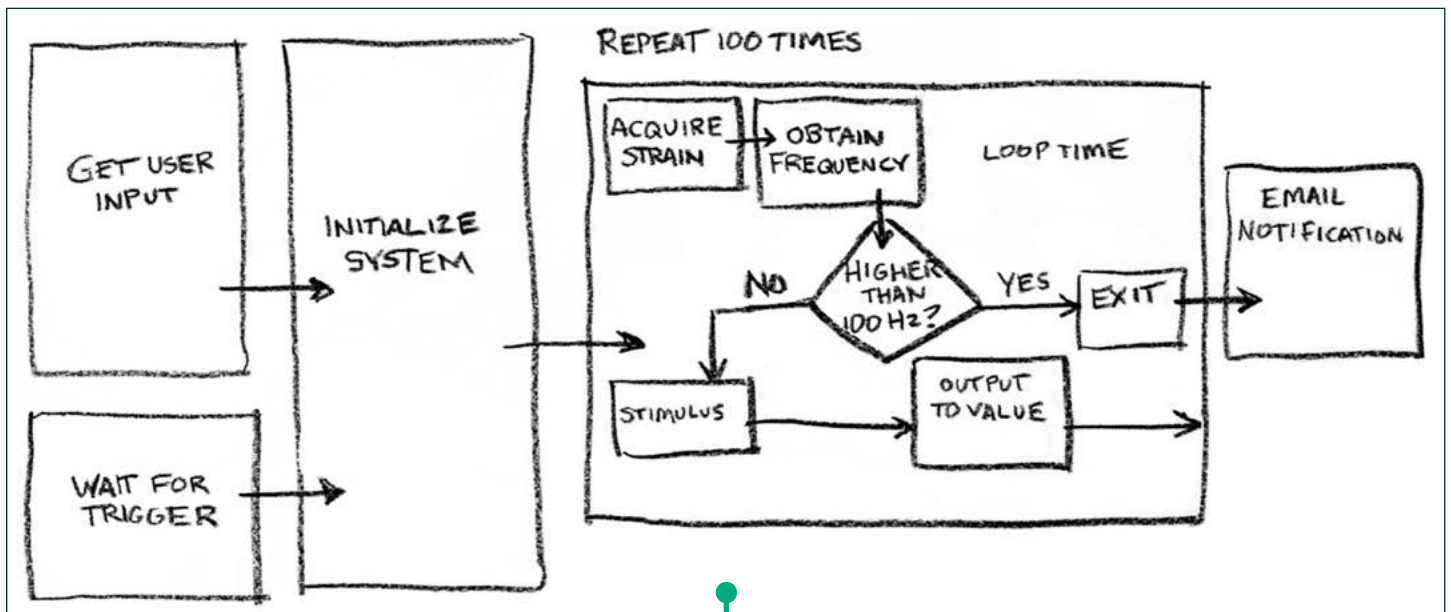 REPEAT 100 TIMES
GET USER
INPUT
WAIT FOR
TRIGGER
INITIALIZE
SYSTEM
ACQUIRE
STRAIN
OBTAIN
FREQUENCY
LOOP TIME
HIGHER
THAN
100 HZ?
NO
YES
EXIT
STIMULUS
OUTPUT
TO VALUE
EMAIL
NOTIFICATION